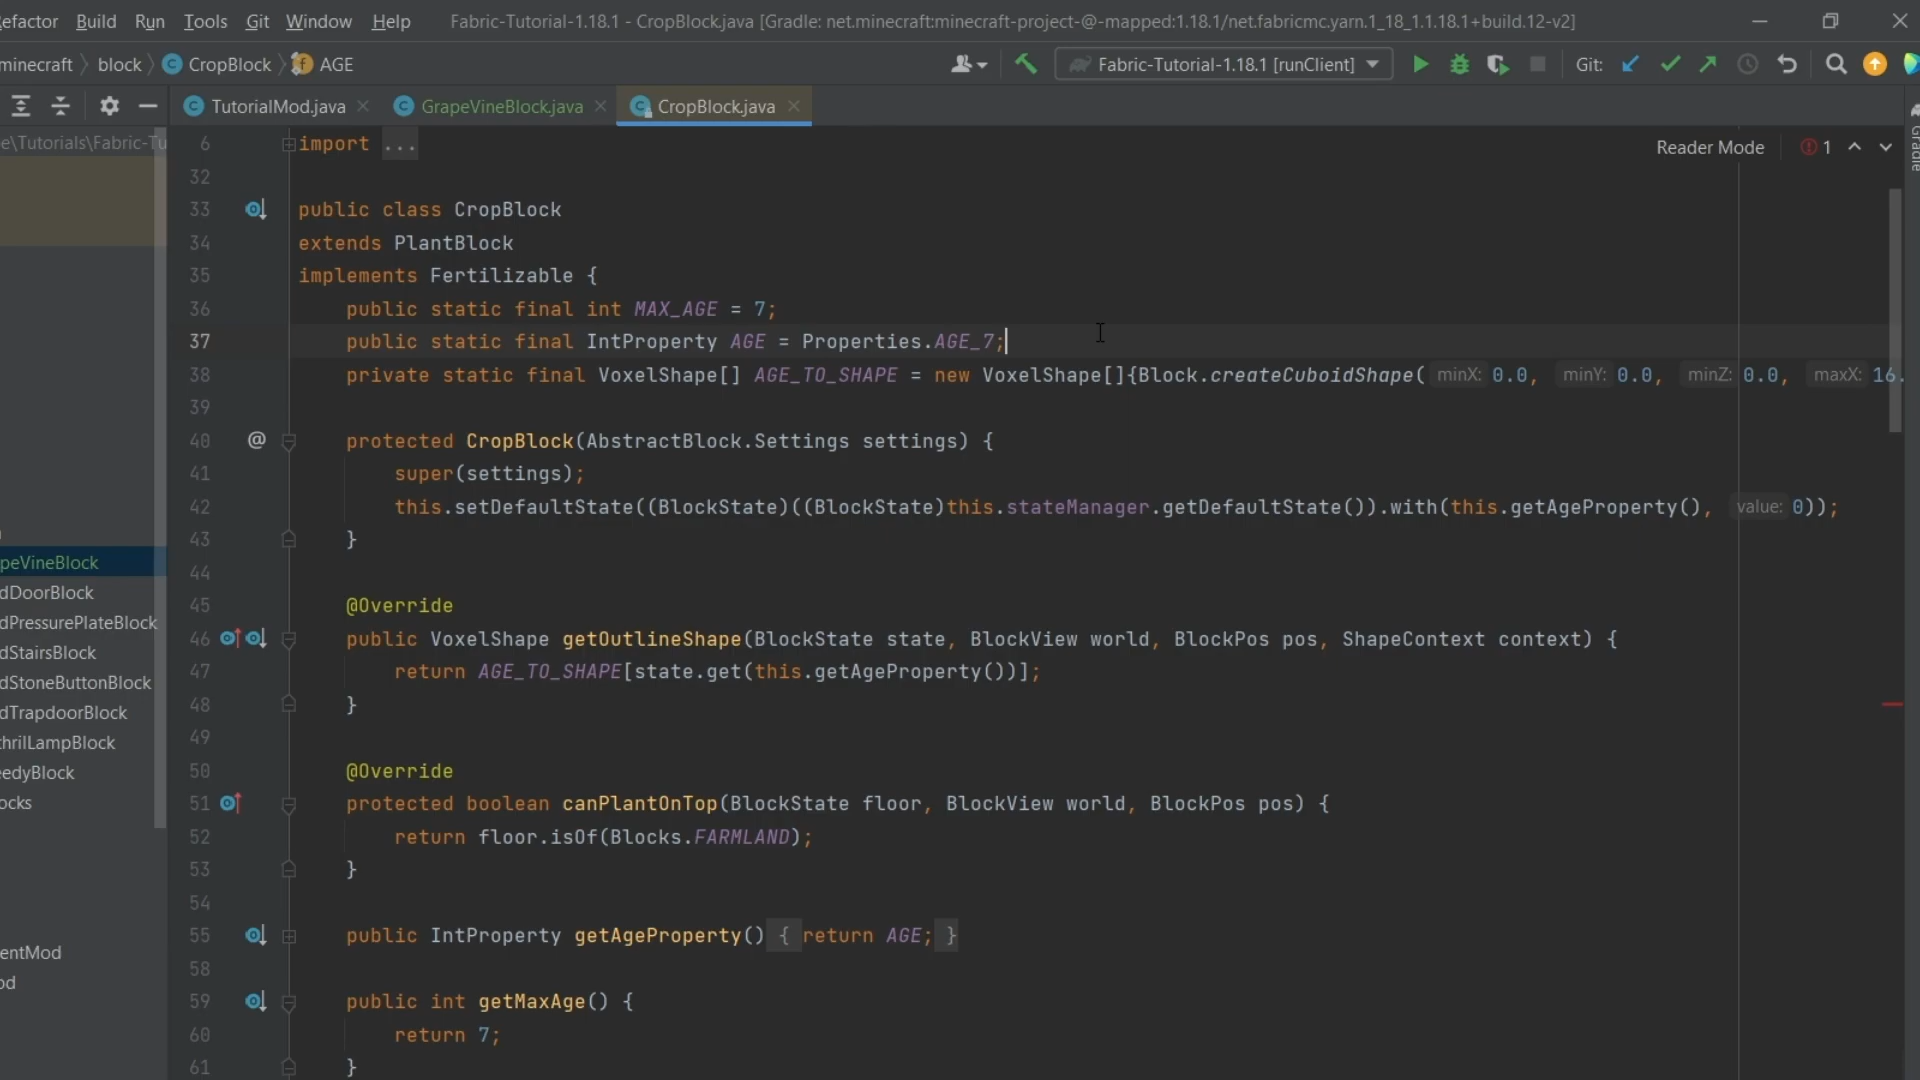 efactor Build Run Tools Git Window Help Fabric-Tutorial-1.18.1 - CropBlock.java [Gradle: net.minecraft:minecraft-project-@-mapped:1.18.1/net.fabricmc.yarn.1_18_1.1.18.1+build.12-v2]
minecraft block CropBlock AGE Fabric-Tutorial-1.18.1 [runClient] Git:
TutorialMod.java GrapeVineBlock.java CropBlock.java
e\Tutorials\Fabric-Tu
peVineBlock
dDoorBlock
dPressurePlateBlock
dStairsBlock
dStoneButtonBlock
dTrapdoorBlock
thrilLampBlock
eedyBlock
ocks
entMod
od
Reader Mode 1
Gradle
6 import ...
32
33 public class CropBlock
34 extends PlantBlock
35 implements Fertilizable {
36 public static final int MAX_AGE = 7;
37 public static final IntProperty AGE = Properties.AGE_7;
38 private static final VoxelShape[] AGE_TO_SHAPE = new VoxelShape[]{Block.createCuboidShape( minX: 0.0, minY: 0.0, minZ: 0.0, maxX: 16.
39
40 @ protected CropBlock(AbstractBlock.Settings settings) {
41 super(settings);
42 this.setDefaultState((BlockState)((BlockState)this.stateManager.getDefaultState()).with(this.getAgeProperty(), value: 0));
43 }
44
45 @Override
46 public VoxelShape getOutlineShape(BlockState state, BlockView world, BlockPos pos, ShapeContext context) {
47 return AGE_TO_SHAPE[state.get(this.getAgeProperty())];
48 }
49
50 @Override
51 protected boolean canPlantOnTop(BlockState floor, BlockView world, BlockPos pos) {
52 return floor.isOf(Blocks.FARMLAND);
53 }
54
55 public IntProperty getAgeProperty() { return AGE; }
58
59 public int getMaxAge() {
60 return 7;
61 }